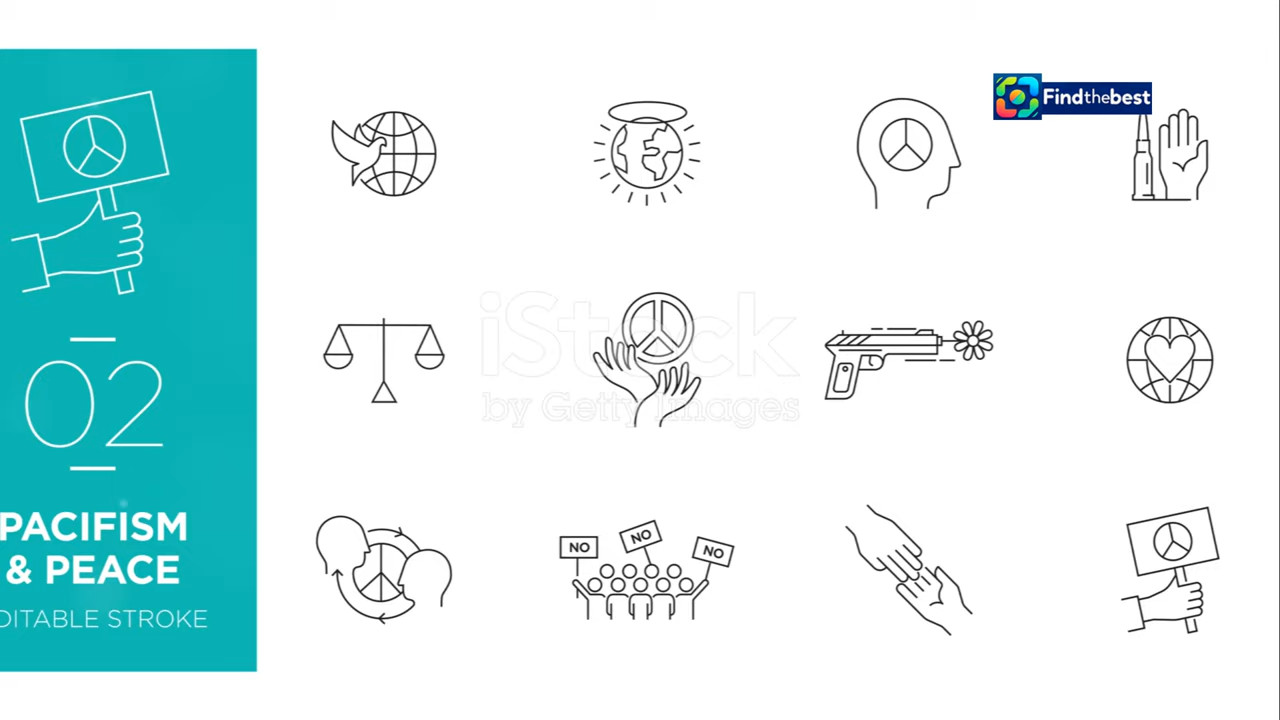 Findthebest
iStock
by Getty Images
02
PACIFISM
& PEACE
DITABLE STROKE
NO
NO
NO